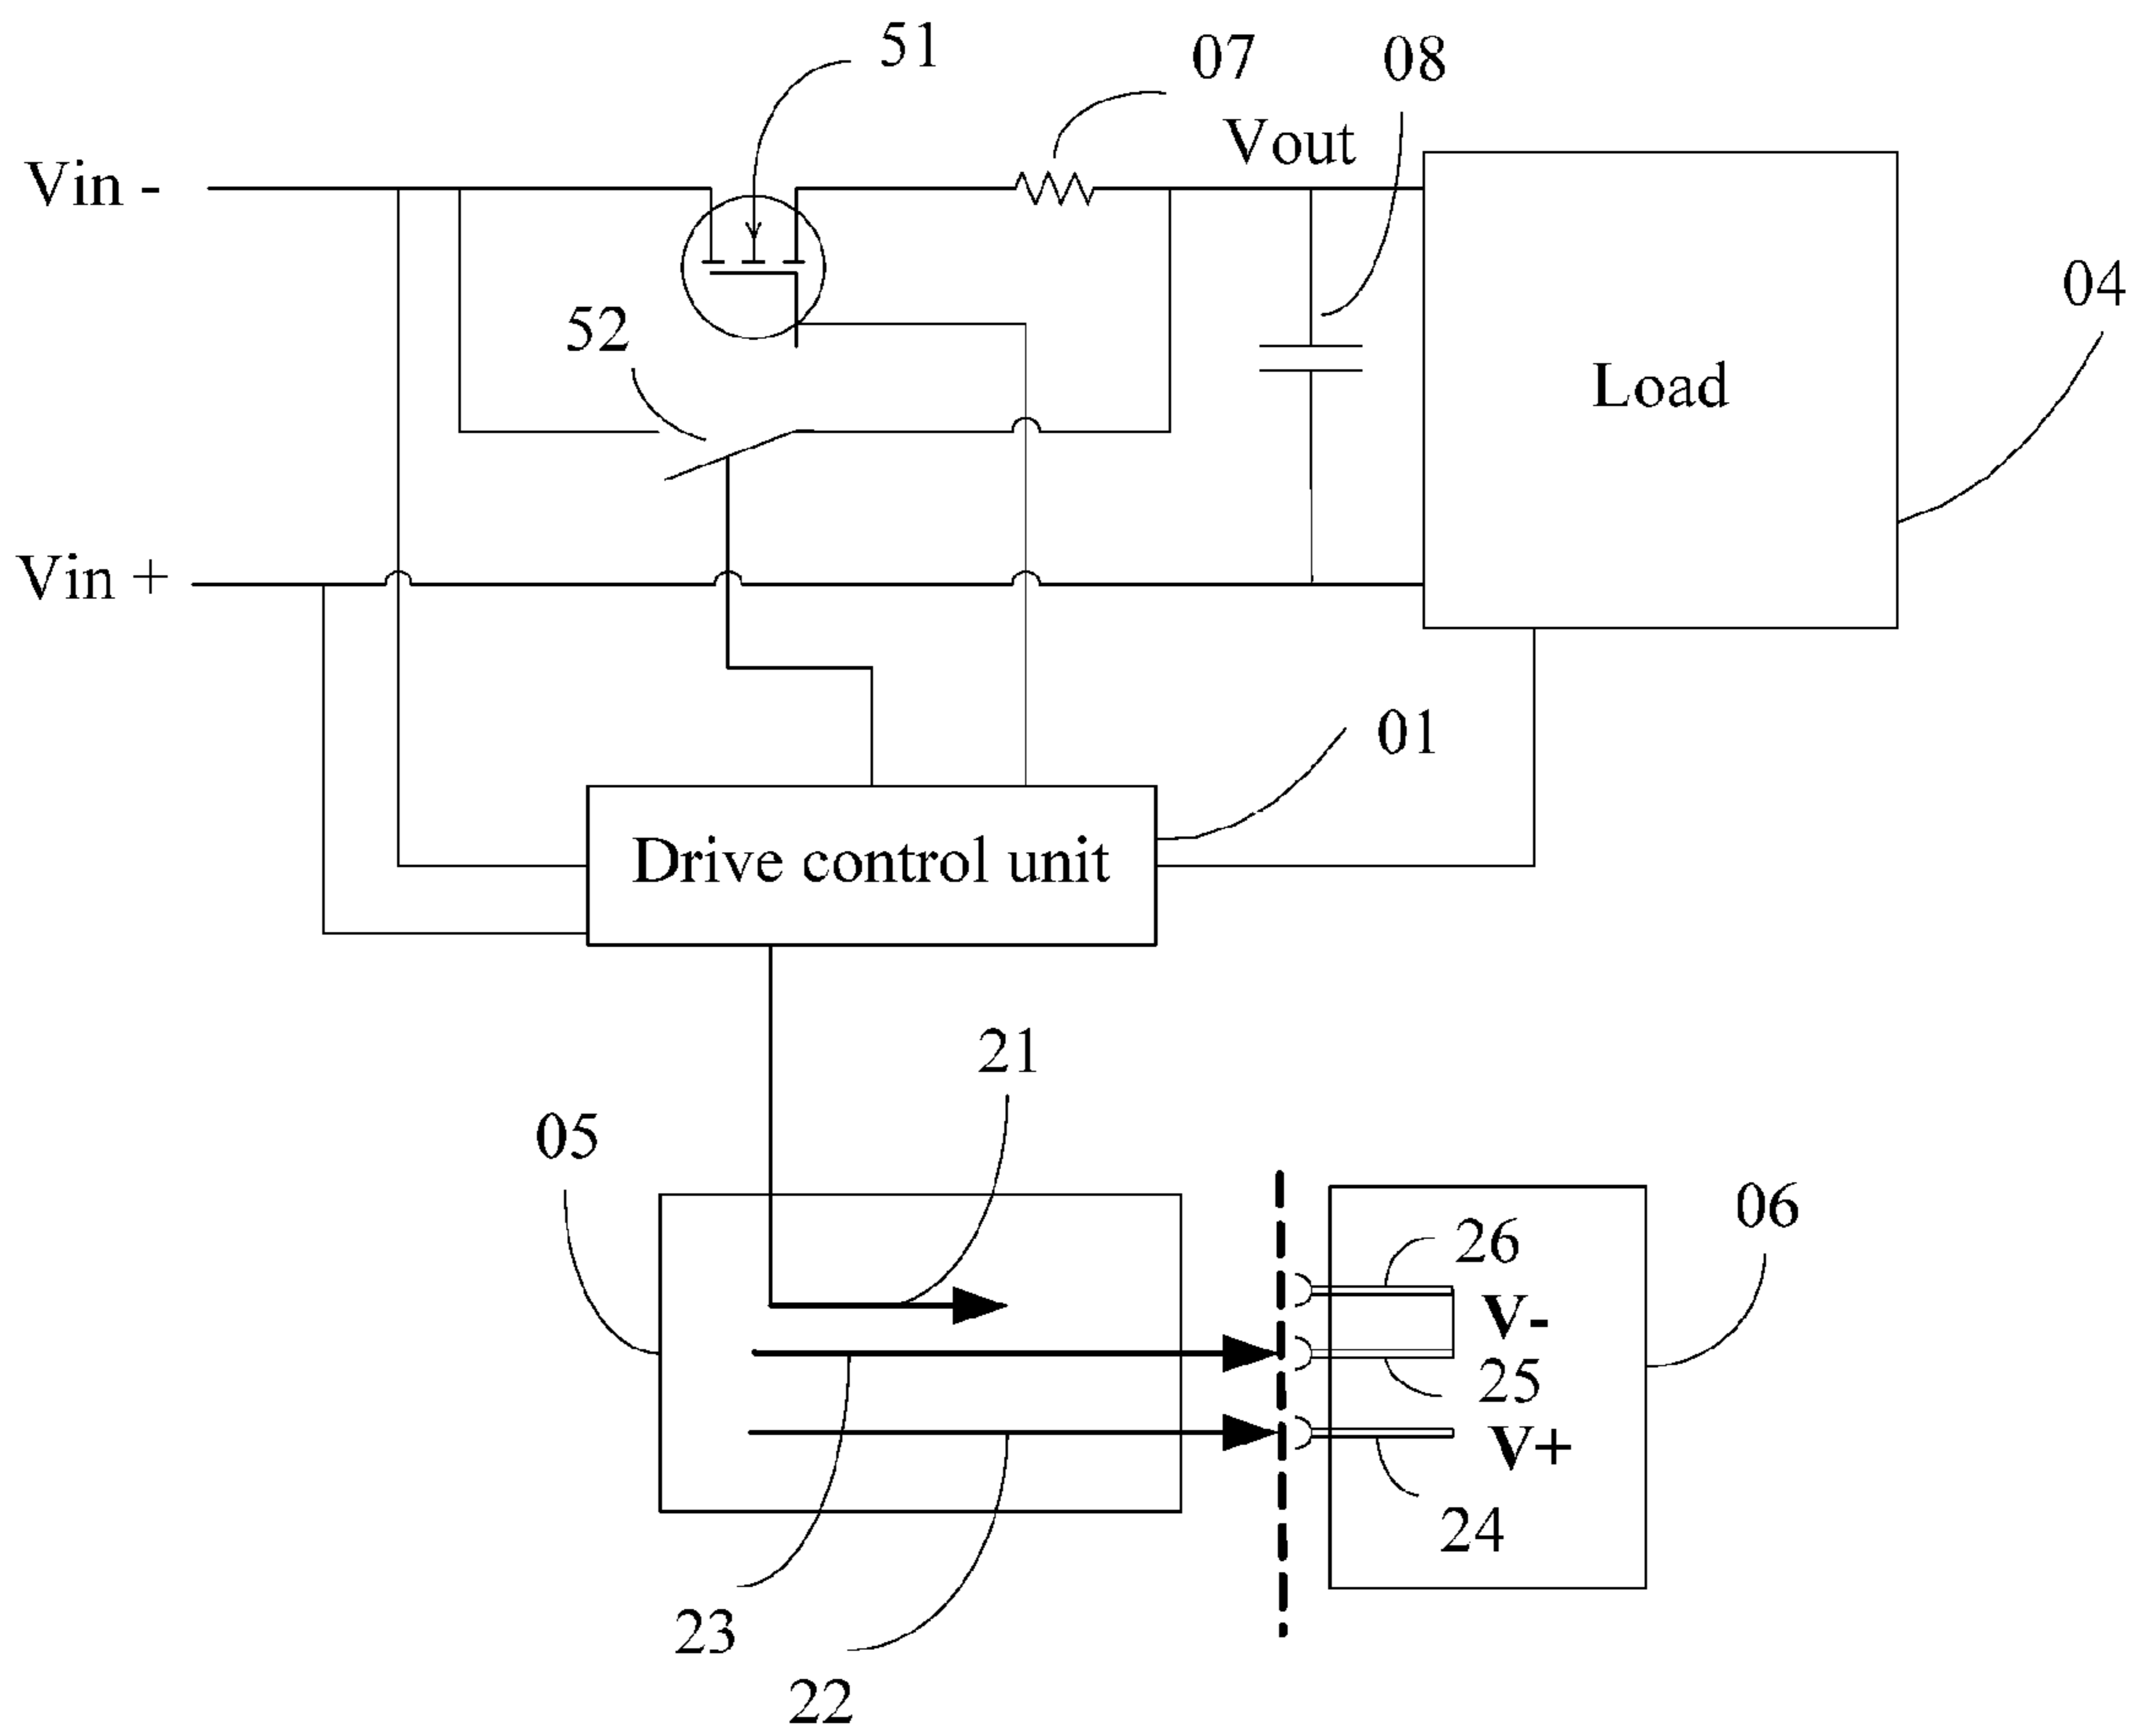 51
07
08
Vout
Vin -
04
52
Load
Vin +
01
Drive control unit
21
05
06
26
V-
25
V+
24
23
22